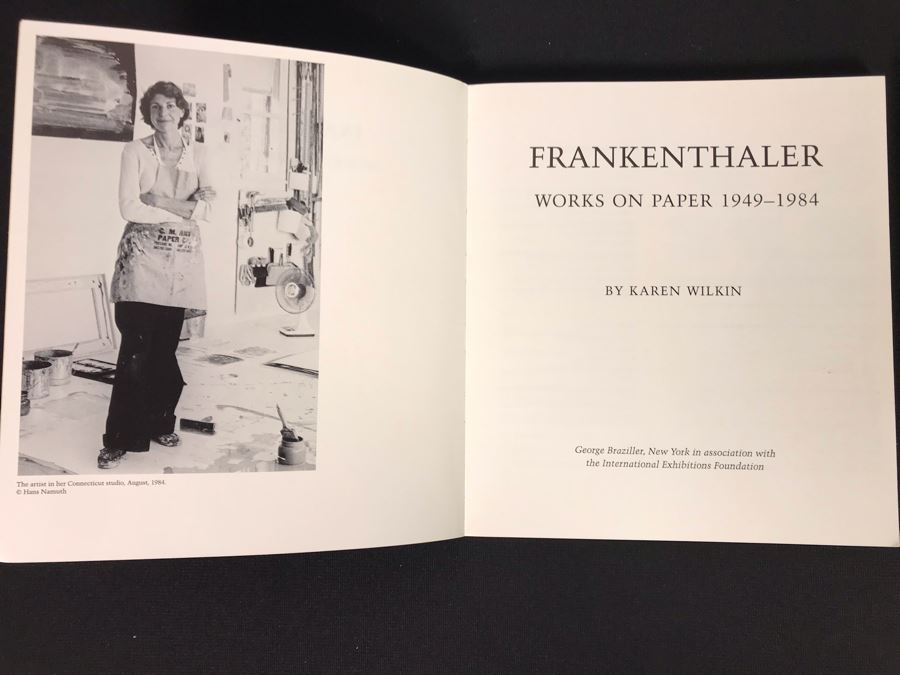 C. M. 
PAPER C
The artist in her Connecticut studio, August, 1984.
© Hans Namuth
FRANKENTHALER
WORKS ON PAPER 1949–1984
BY KAREN WILKIN
George Braziller, New York in association with
the International Exhibitions Foundation